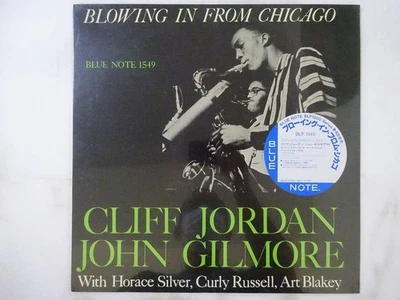 BLOWING IN FROM CHICAGO
BLUE NOTE 1549
ブローイング・イン・フロム・シカゴ
BLUE
NOTE.
CLIFF JORDAN
JOHN GILMORE
With Horace Silver, Curly Russell, Art Blakey